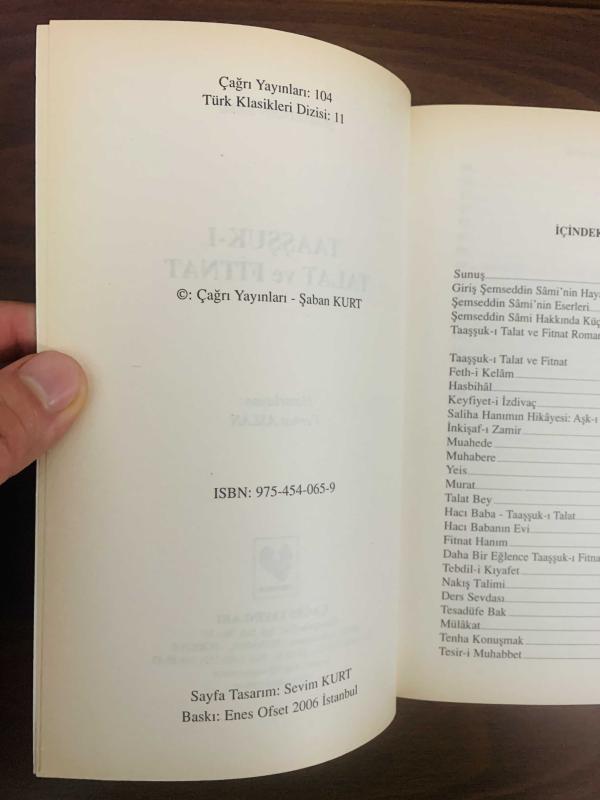 Çağrı Yayınları: 104
Türk Klasikleri Dizisi: 11
©: Çağrı Yayınları - Şaban KURT
ISBN: 975-454-065-9
Sayfa Tasarım: Sevim KURT
Baskı: Enes Ofset 2006 İstanbul
İÇİNDEK
Sunuş
Giriş Şemseddin Sâmi'nin Hay
Şemseddin Sâmi'nin Eserleri
Şemseddin Sâmi Hakkında Küç
Taaşşuk-ı Talat ve Fitnat Roman
Taaşşuk-ı Talat ve Fitnat
Feth-i Kelâm
Hasbihâl
Keyfiyet-i İzdivaç
Saliha Hanımın Hikâyesi: Aşk-ı
İnkişaf-ı Zamir
Muahede
Muhabere
Yeis
Murat
Talat Bey
Hacı Baba - Taaşşuk-ı Talat
Hacı Babanın Evi
Fitnat Hanım
Daha Bir Eğlence Taaşşuk-ı Fitna
Tebdil-i Kıyafet
Nakış Talimi
Ders Sevdası
Tesadüfe Bak
Mülâkat
Tenha Konuşmak
Tesir-i Muhabbet